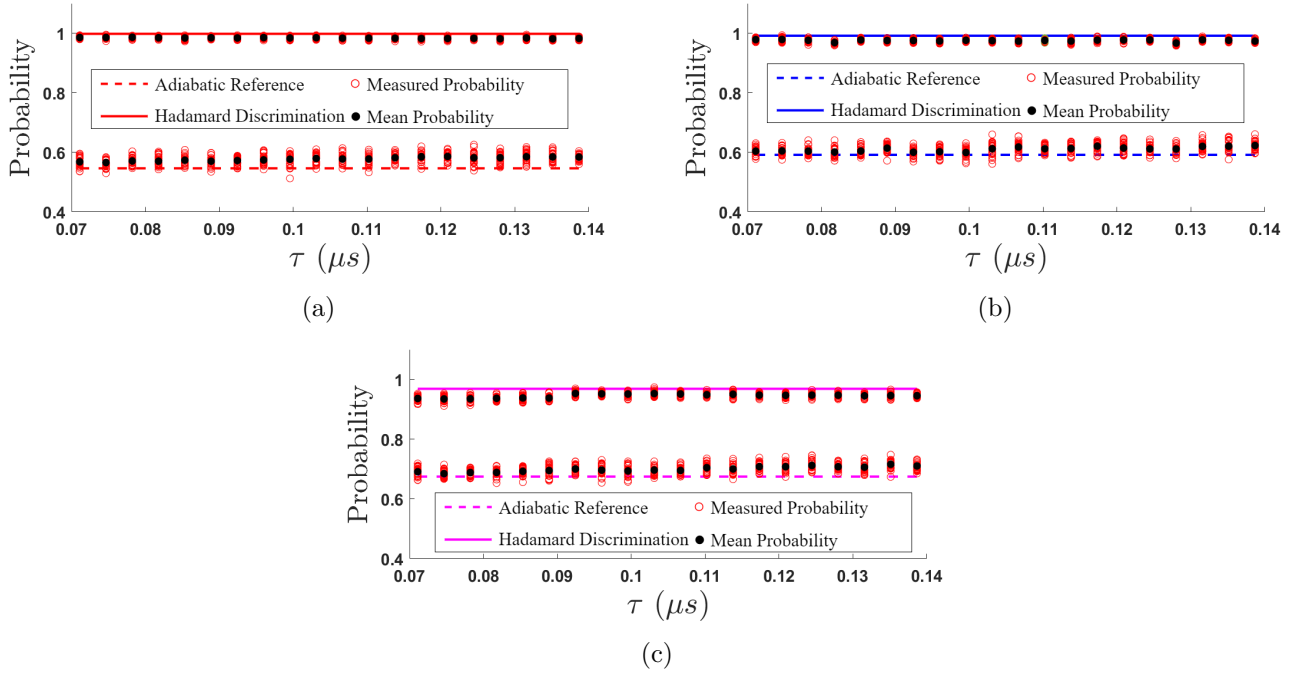 Probability
1
0.8
0.6
0.4
Adiabatic Reference
Measured Probability
Hadamard Discrimination
Mean Probability
0.07 0.08 0.09 0.1 0.11 0.12 0.13 0.14
τ (μs)
(a)
Probability
1
0.8
0.6
0.4
Adiabatic Reference
Measured Probability
Hadamard Discrimination
Mean Probability
0.07 0.08 0.09 0.1 0.11 0.12 0.13 0.14
τ (μs)
(b)
Probability
1
0.8
0.6
0.4
Adiabatic Reference
Measured Probability
Hadamard Discrimination
Mean Probability
0.07 0.08 0.09 0.1 0.11 0.12 0.13 0.14
τ (μs)
(c)